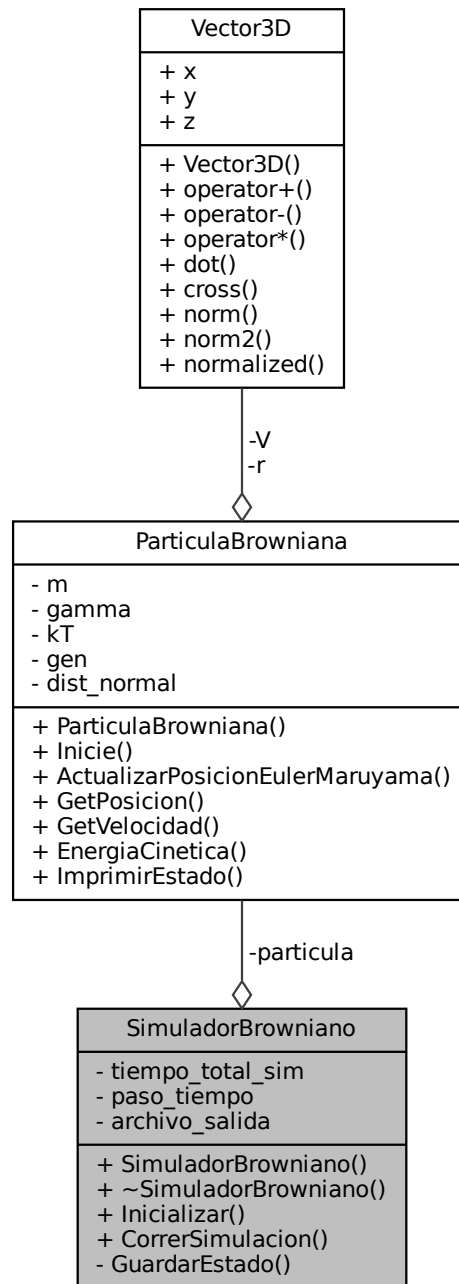 Vector3D
+ x
+ y
+ z
+ Vector3D()
+ operator+()
+ operator-()
+ operator*()
+ dot()
+ cross()
+ norm()
+ norm2()
+ normalized()
-V
-r
ParticulaBrowniana
- m
- gamma
- kT
- gen
- dist_normal
+ ParticulaBrowniana()
+ Inicie()
+ ActualizarPosicionEulerMaruyama()
+ GetPosicion()
+ GetVelocidad()
+ EnergiaCinetica()
+ ImprimirEstado()
-particula
SimuladorBrowniano
- tiempo_total_sim
- paso_tiempo
- archivo_salida
+ SimuladorBrowniano()
+ ~SimuladorBrowniano()
+ Inicializar()
+ CorrerSimulacion()
- GuardarEstado()